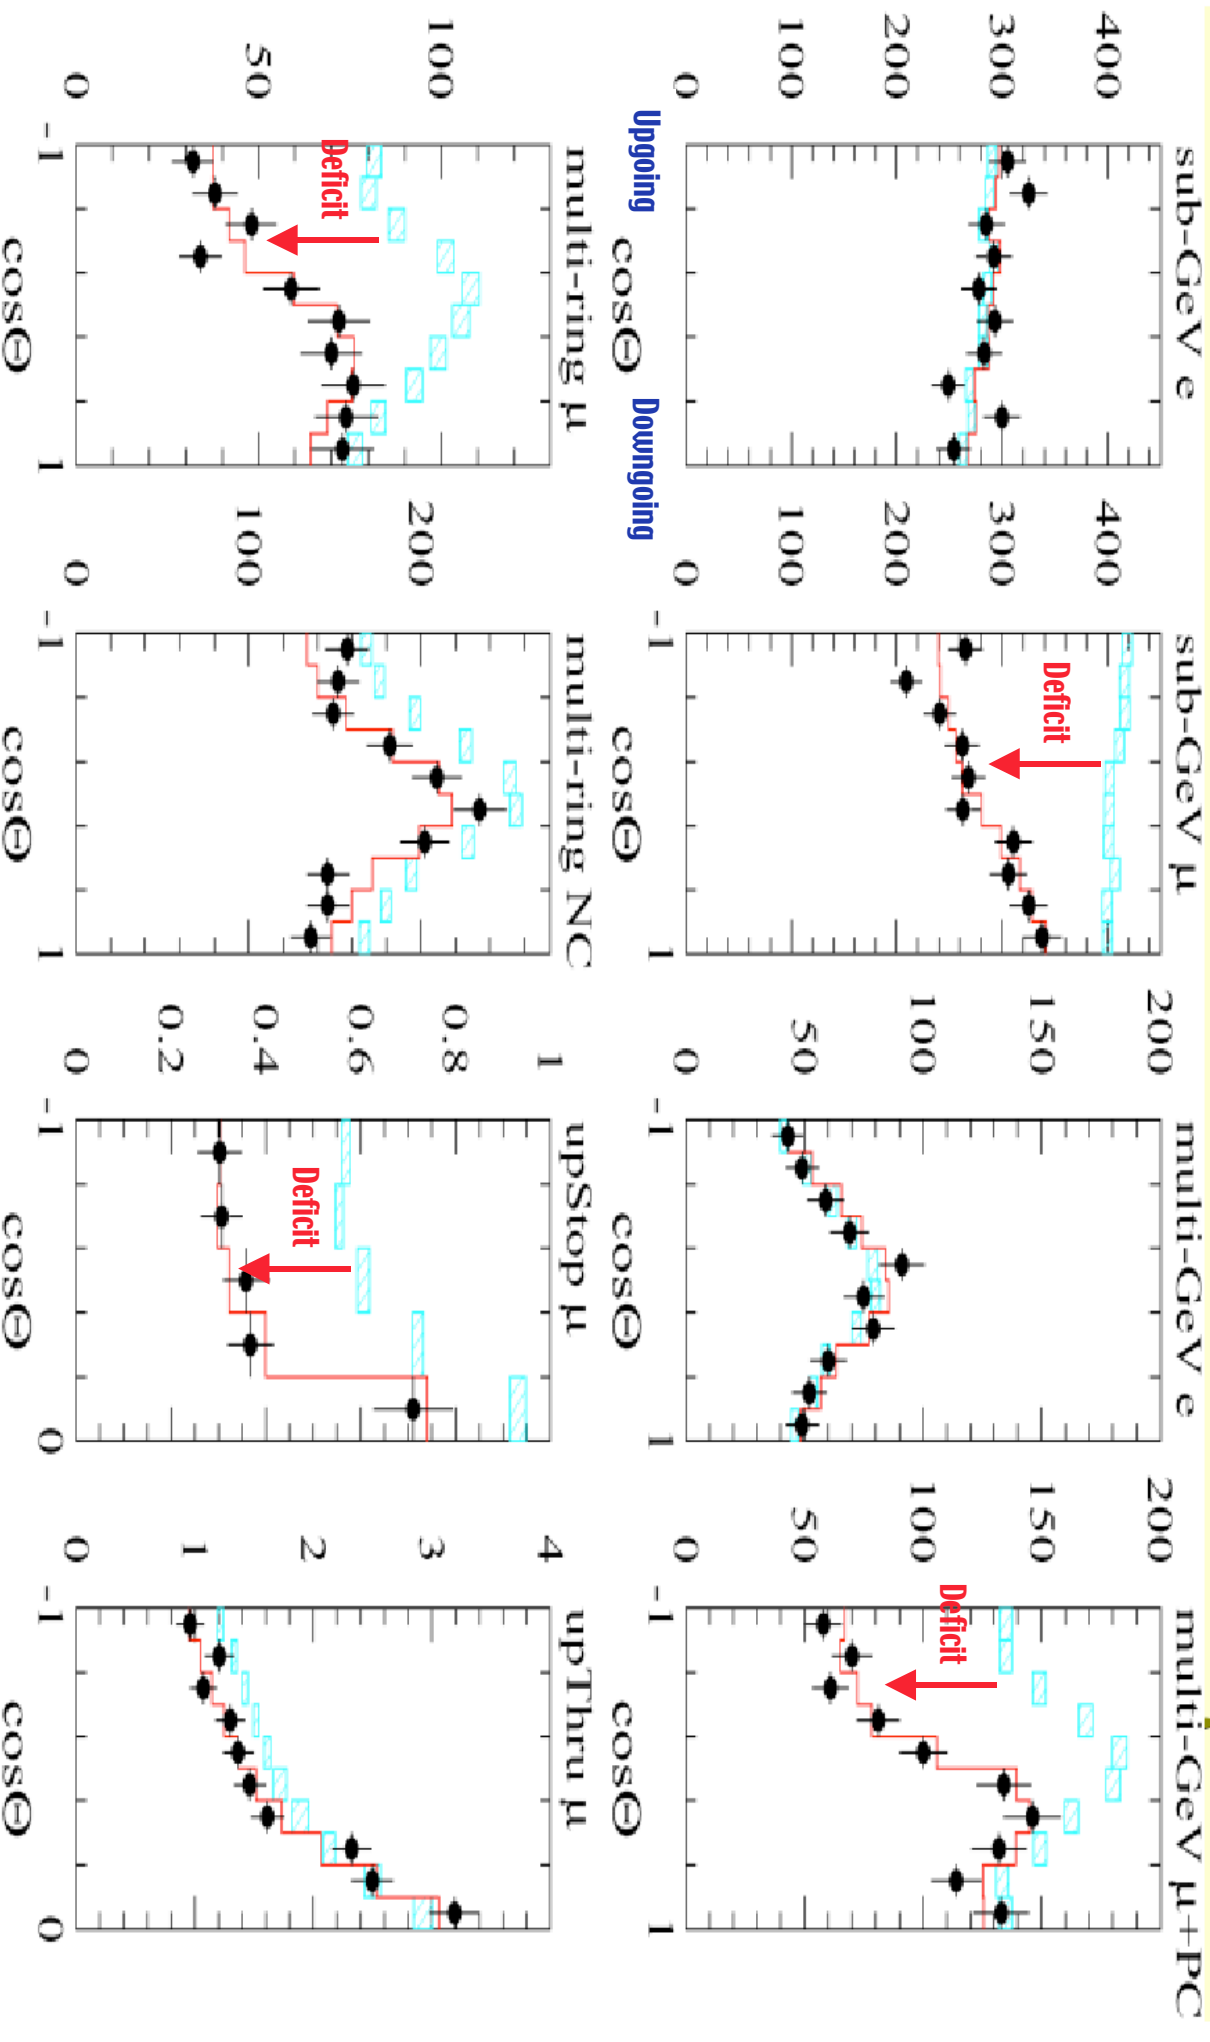 sub-GeV e
sub-GeV μ
multi-GeV e
multi-GeV μ+PC
400
300
200
100
0
400
300
200
100
0
200
150
100
50
0
200
150
100
50
0
Deficit
Deficit
-1
1
-1
1
-1
1
-1
1
cosΘ
cosΘ
cosΘ
cosΘ
Upgoing
Downgoing
multi-ring μ
multi-ring NC
upStop μ
upThru μ
100
50
0
200
100
0
1
0.8
0.6
0.4
0.2
0
4
3
2
1
0
Deficit
Deficit
-1
1
-1
1
-1
0
-1
0
cosΘ
cosΘ
cosΘ
cosΘ